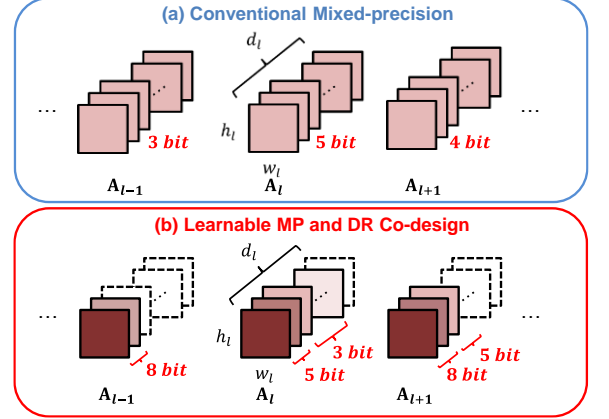 (a) Conventional Mixed-precision
d_l
... ...
h_l 3 bit 5 bit 4 bit
w_l
A_{l−1} A_l A_{l+1}
(b) Learnable MP and DR Co-design
d_l
... ...
h_l 3 bit 5 bit
8 bit w_l 5 bit 8 bit
A_{l−1} A_l A_{l+1}